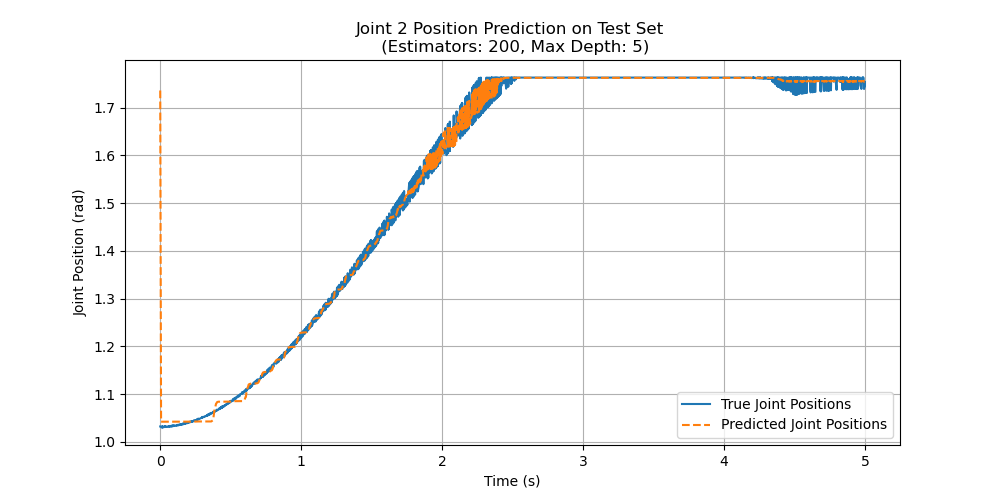 Joint 2 Position Prediction on Test Set
(Estimators: 200, Max Depth: 5)
Joint Position (rad)
1.7
1.6
1.5
1.4
1.3
1.2
1.1
1.0
True Joint Positions
Predicted Joint Positions
0 1 2 3 4 5
Time (s)